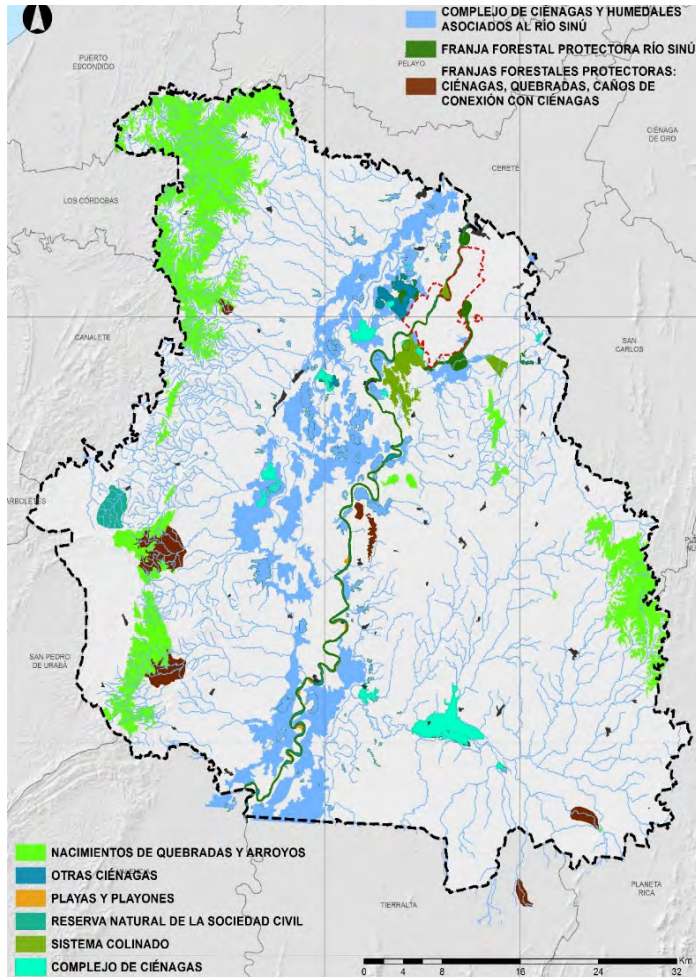 COMPLEJO DE CIÉNAGAS Y HUMEDALES
ASOCIADOS AL RÍO SINÚ
FRANJA FORESTAL PROTECTORA RÍO SINÚ
FRANJAS FORESTALES PROTECTORAS:
CIÉNAGAS, QUEBRADAS, CAÑOS DE
CONEXIÓN CON CIÉNAGAS
PUERTO
ESCONDIDO
PELAYO
CIÉNAGA
DE ORO
CERETÉ
LOS CÓRDOBAS
CANALETE
SAN
CARLOS
ARBOLETES
SAN PEDRO
DE URABÁ
TIERRALTA
PLANETA
RICA
NACIMIENTOS DE QUEBRADAS Y ARROYOS
OTRAS CIÉNAGAS
PLAYAS Y PLAYONES
RESERVA NATURAL DE LA SOCIEDAD CIVIL
SISTEMA COLINADO
COMPLEJO DE CIÉNAGAS
Km
0 4 8 16 24 32